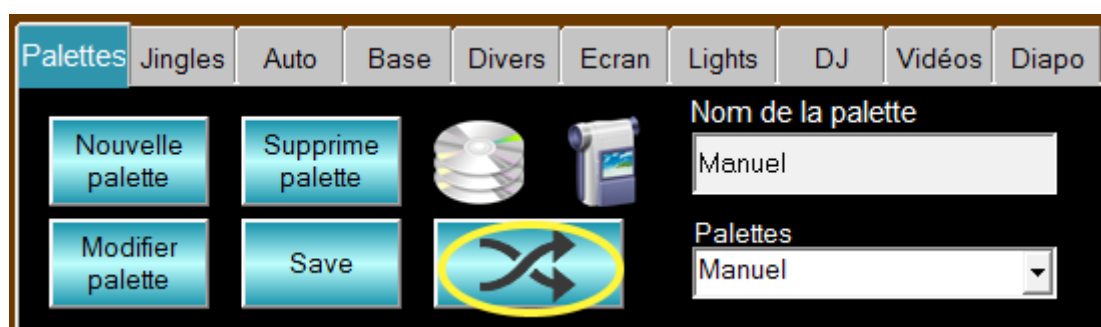 Palettes Jingles Auto Base Divers Ecran Lights DJ Vidéos Diapo
Nouvelle
palette
Supprime
palette
Nom de la palette
Manuel
Modifier
palette
Save
Palettes
Manuel